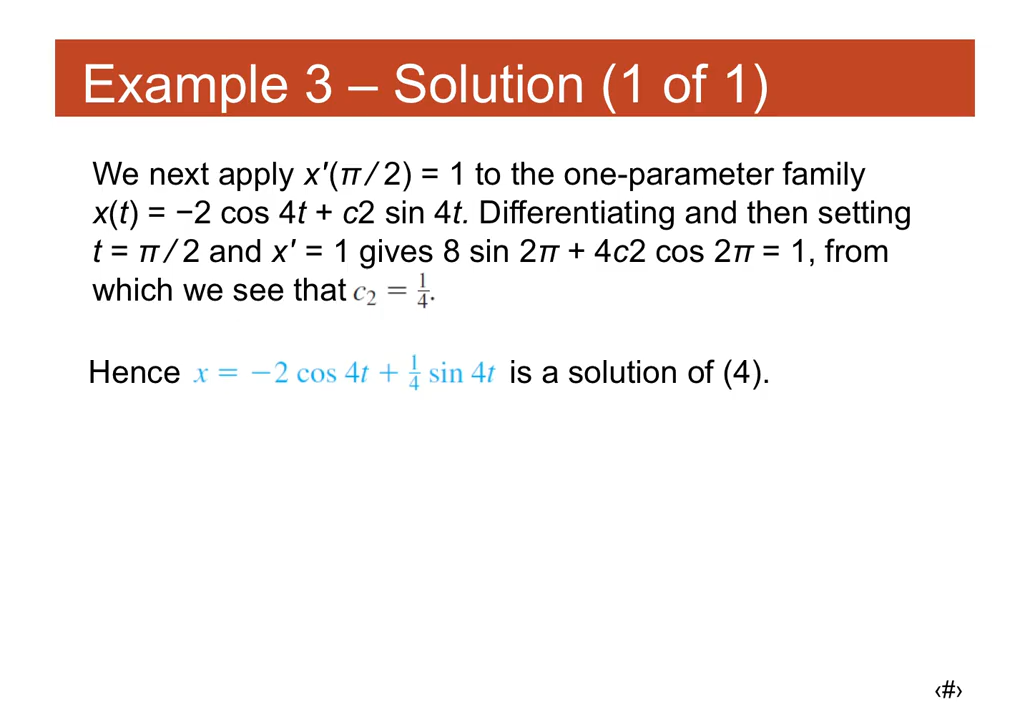 Example 3 – Solution (1 of 1)
We next apply x′(π / 2) = 1 to the one-parameter family
x(t) = −2 cos 4t + c2 sin 4t. Differentiating and then setting
t = π / 2 and x′ = 1 gives 8 sin 2π + 4c2 cos 2π = 1, from
which we see that c₂ = 1/4.
Hence x = −2 cos 4t + 1/4 sin 4t is a solution of (4).
‹#›